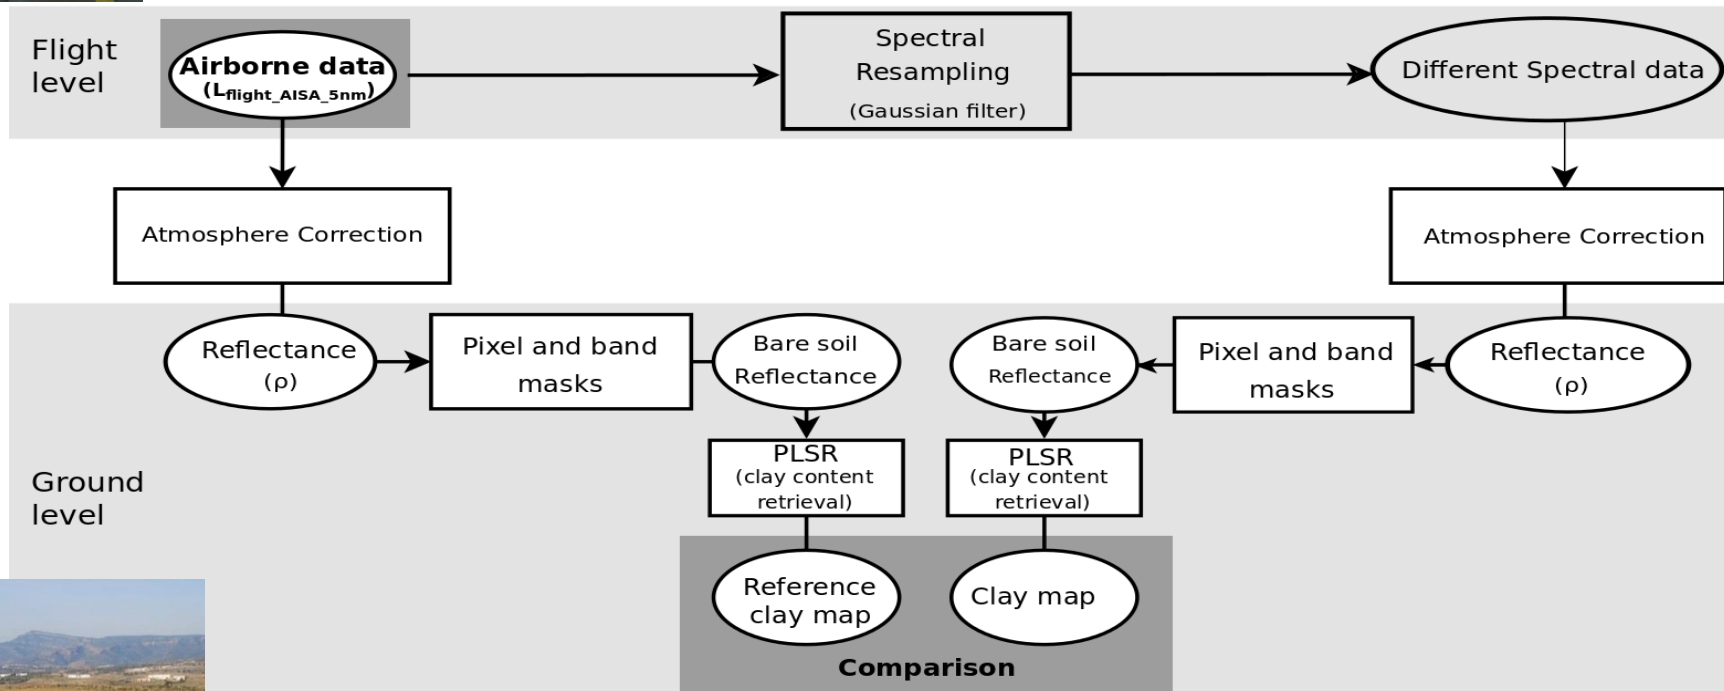 Flight
level
Airborne data
(Lflight_AISA_5nm)
Spectral
Resampling
(Gaussian filter)
Different Spectral data
Atmosphere Correction
Atmosphere Correction
Reflectance
(ρ)
Pixel and band
masks
Bare soil
Reflectance
Bare soil
Reflectance
Pixel and band
masks
Reflectance
(ρ)
Ground
level
PLSR
(clay content
retrieval)
PLSR
(clay content
retrieval)
Reference
clay map
Clay map
Comparison